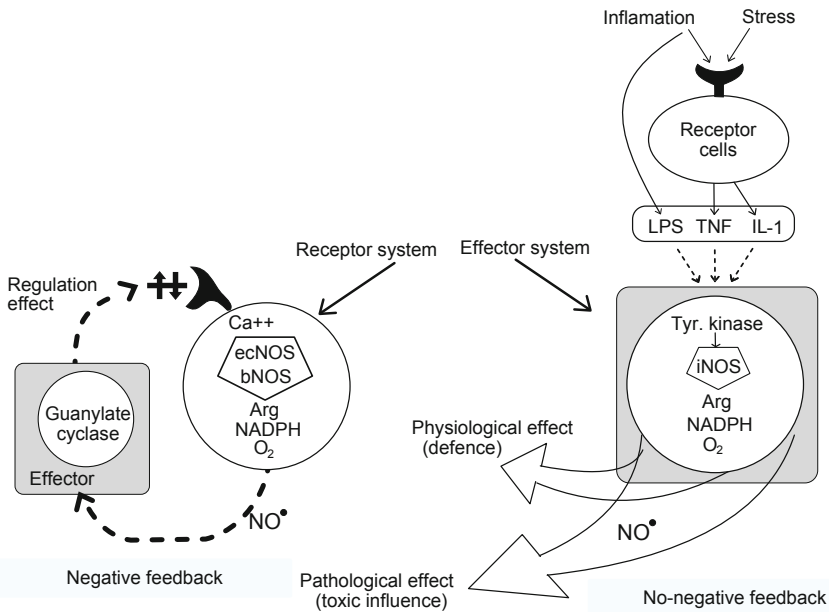 Inflamation
Stress
Receptor
cells
LPS TNF IL-1
Receptor system
Effector system
Regulation
effect
Ca++
ecNOS
bNOS
Arg
NADPH
O₂
Guanylate
cyclase
Effector
NO•
Negative feedback
Tyr. kinase
iNOS
Arg
NADPH
O₂
Physiological effect
(defence)
NO•
Pathological effect
(toxic influence)
No-negative feedback